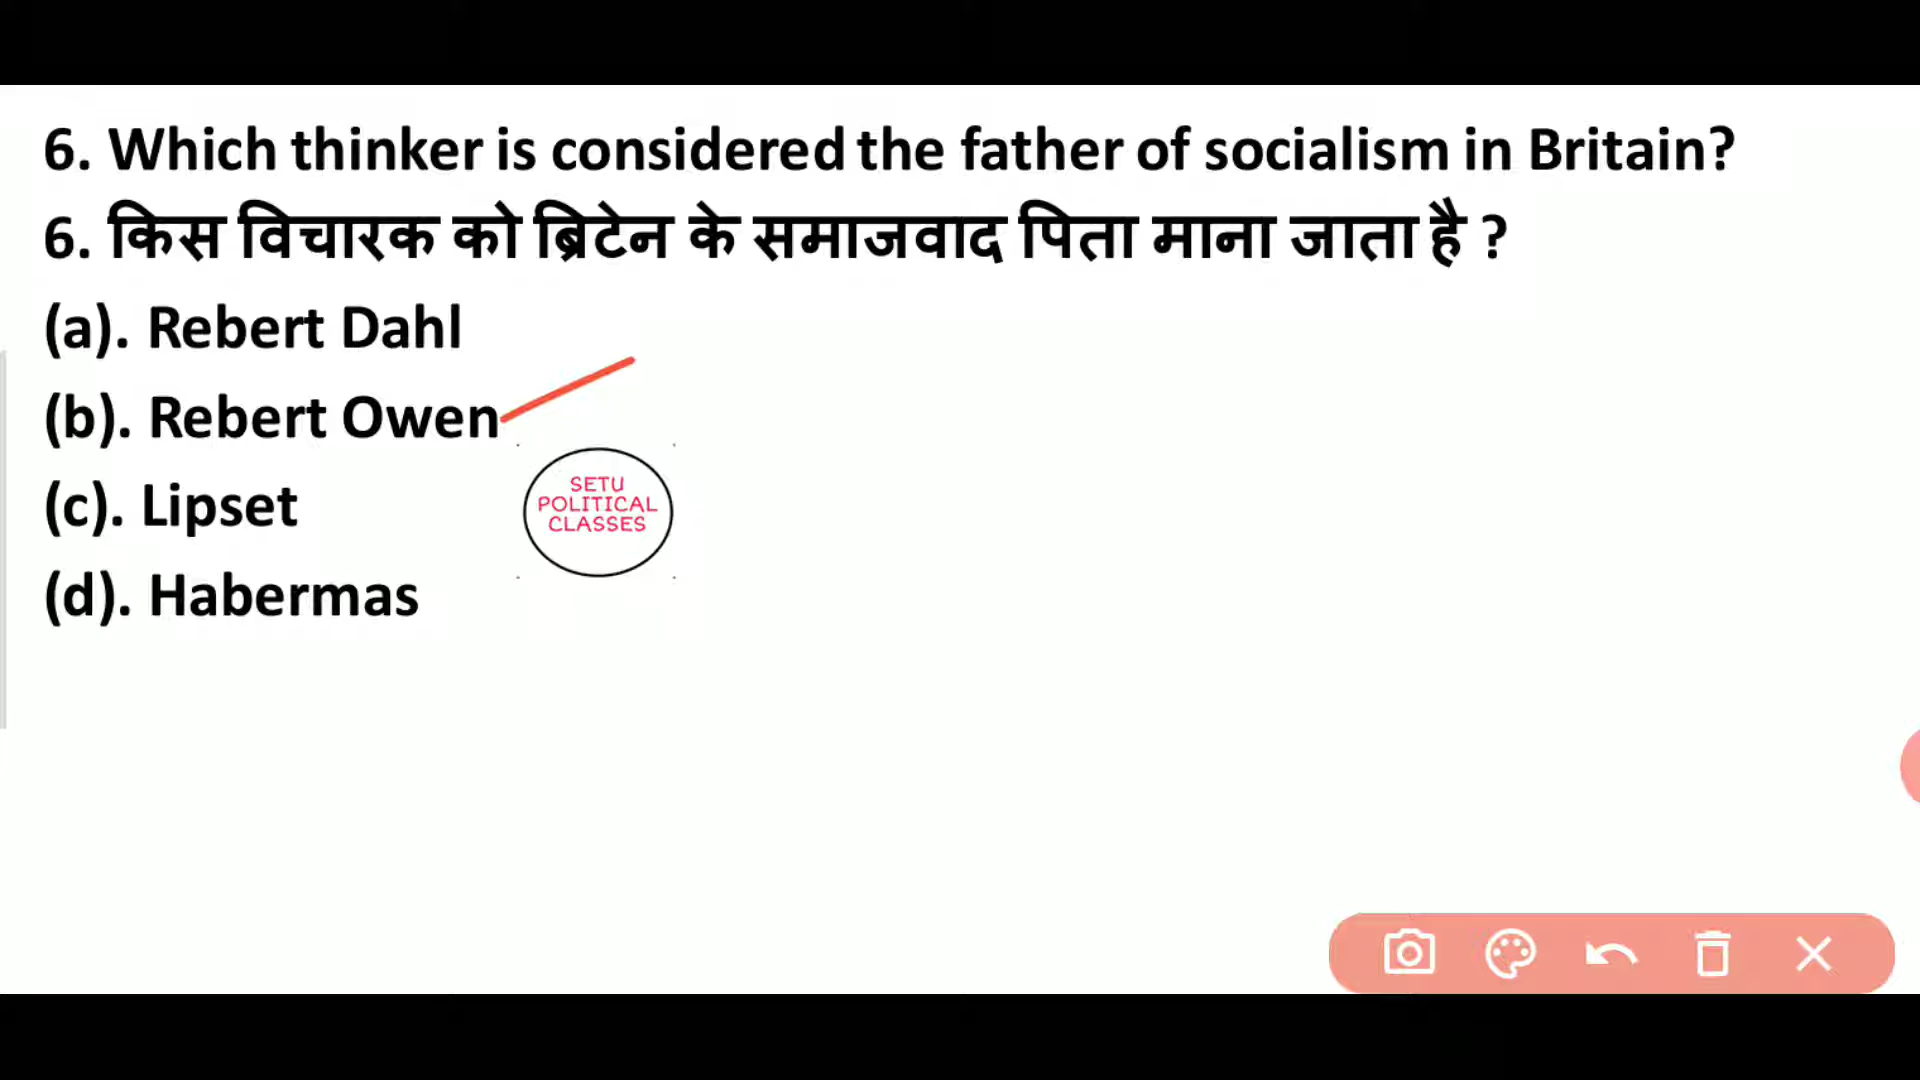 6. Which thinker is considered the father of socialism in Britain?
6. किस विचारक को ब्रिटेन के समाजवाद पिता माना जाता है ?
(a). Rebert Dahl
(b). Rebert Owen
(c). Lipset
(d). Habermas
SETU
POLITICAL
CLASSES